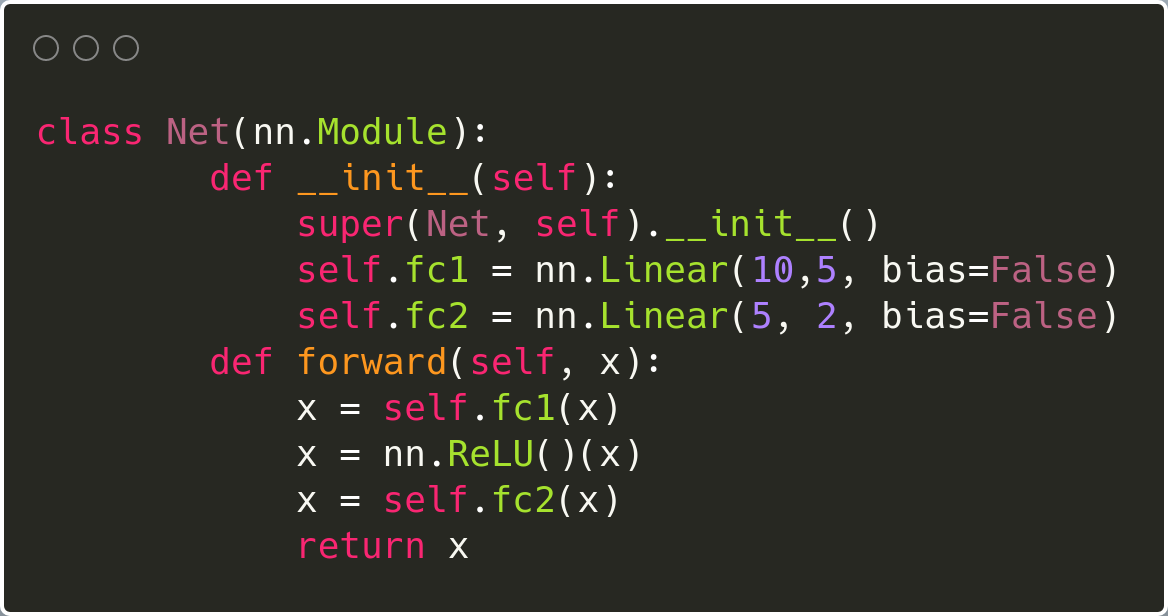 class Net(nn.Module):
        def __init__(self):
            super(Net, self).__init__()
            self.fc1 = nn.Linear(10,5, bias=False)
            self.fc2 = nn.Linear(5, 2, bias=False)
        def forward(self, x):
            x = self.fc1(x)
            x = nn.ReLU()(x)
            x = self.fc2(x)
            return x